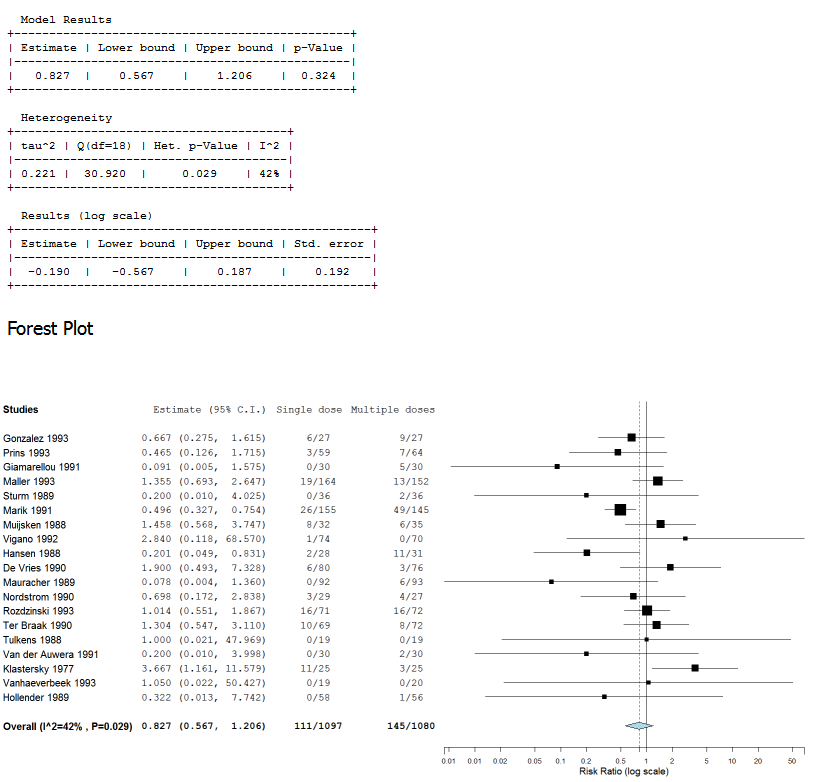 Model Results
+---------------------------------------------------+
| Estimate | Lower bound | Upper bound | p-Value |
|---------------------------------------------------|
| 0.827 | 0.567 | 1.206 | 0.324 |
+---------------------------------------------------+
Heterogeneity
+------------------------------------------+
| tau^2 | Q(df=18) | Het. p-Value | I^2 |
|------------------------------------------|
| 0.221 | 30.920 | 0.029 | 42% |
+------------------------------------------+
Results (log scale)
+------------------------------------------------------+
| Estimate | Lower bound | Upper bound | Std. error |
|------------------------------------------------------|
| -0.190 | -0.567 | 0.187 | 0.192 |
+------------------------------------------------------+
Forest Plot
Studies Estimate (95% C.I.) Single dose Multiple doses
Gonzalez 1993 0.667 (0.275, 1.615) 6/27 9/27
Prins 1993 0.465 (0.126, 1.715) 3/59 7/64
Giamarellou 1991 0.091 (0.005, 1.575) 0/30 5/30
Maller 1993 1.355 (0.693, 2.647) 19/164 13/152
Sturm 1989 0.200 (0.010, 4.025) 0/36 2/36
Marik 1991 0.496 (0.327, 0.754) 26/155 49/145
Muijsken 1988 1.458 (0.568, 3.747) 8/32 6/35
Vigano 1992 2.840 (0.118, 68.570) 1/74 0/70
Hansen 1988 0.201 (0.049, 0.831) 2/28 11/31
De Vries 1990 1.900 (0.493, 7.328) 6/80 3/76
Mauracher 1989 0.078 (0.004, 1.360) 0/92 6/93
Nordstrom 1990 0.698 (0.172, 2.838) 3/29 4/27
Rozdzinski 1993 1.014 (0.551, 1.867) 16/71 16/72
Ter Braak 1990 1.304 (0.547, 3.110) 10/69 8/72
Tulkens 1988 1.000 (0.021, 47.969) 0/19 0/19
Van der Auwera 1991 0.200 (0.010, 3.998) 0/30 2/30
Klastersky 1977 3.667 (1.161, 11.579) 11/25 3/25
Vanhaeverbeek 1993 1.050 (0.022, 50.427) 0/19 0/20
Hollender 1989 0.322 (0.013, 7.742) 0/58 1/56
Overall (I^2=42% , P=0.029) 0.827 (0.567, 1.206) 111/1097 145/1080
0.01 0.01 0.02 0.05 0.1 0.2 0.5 1 2 5 10 20 50
Risk Ratio (log scale)